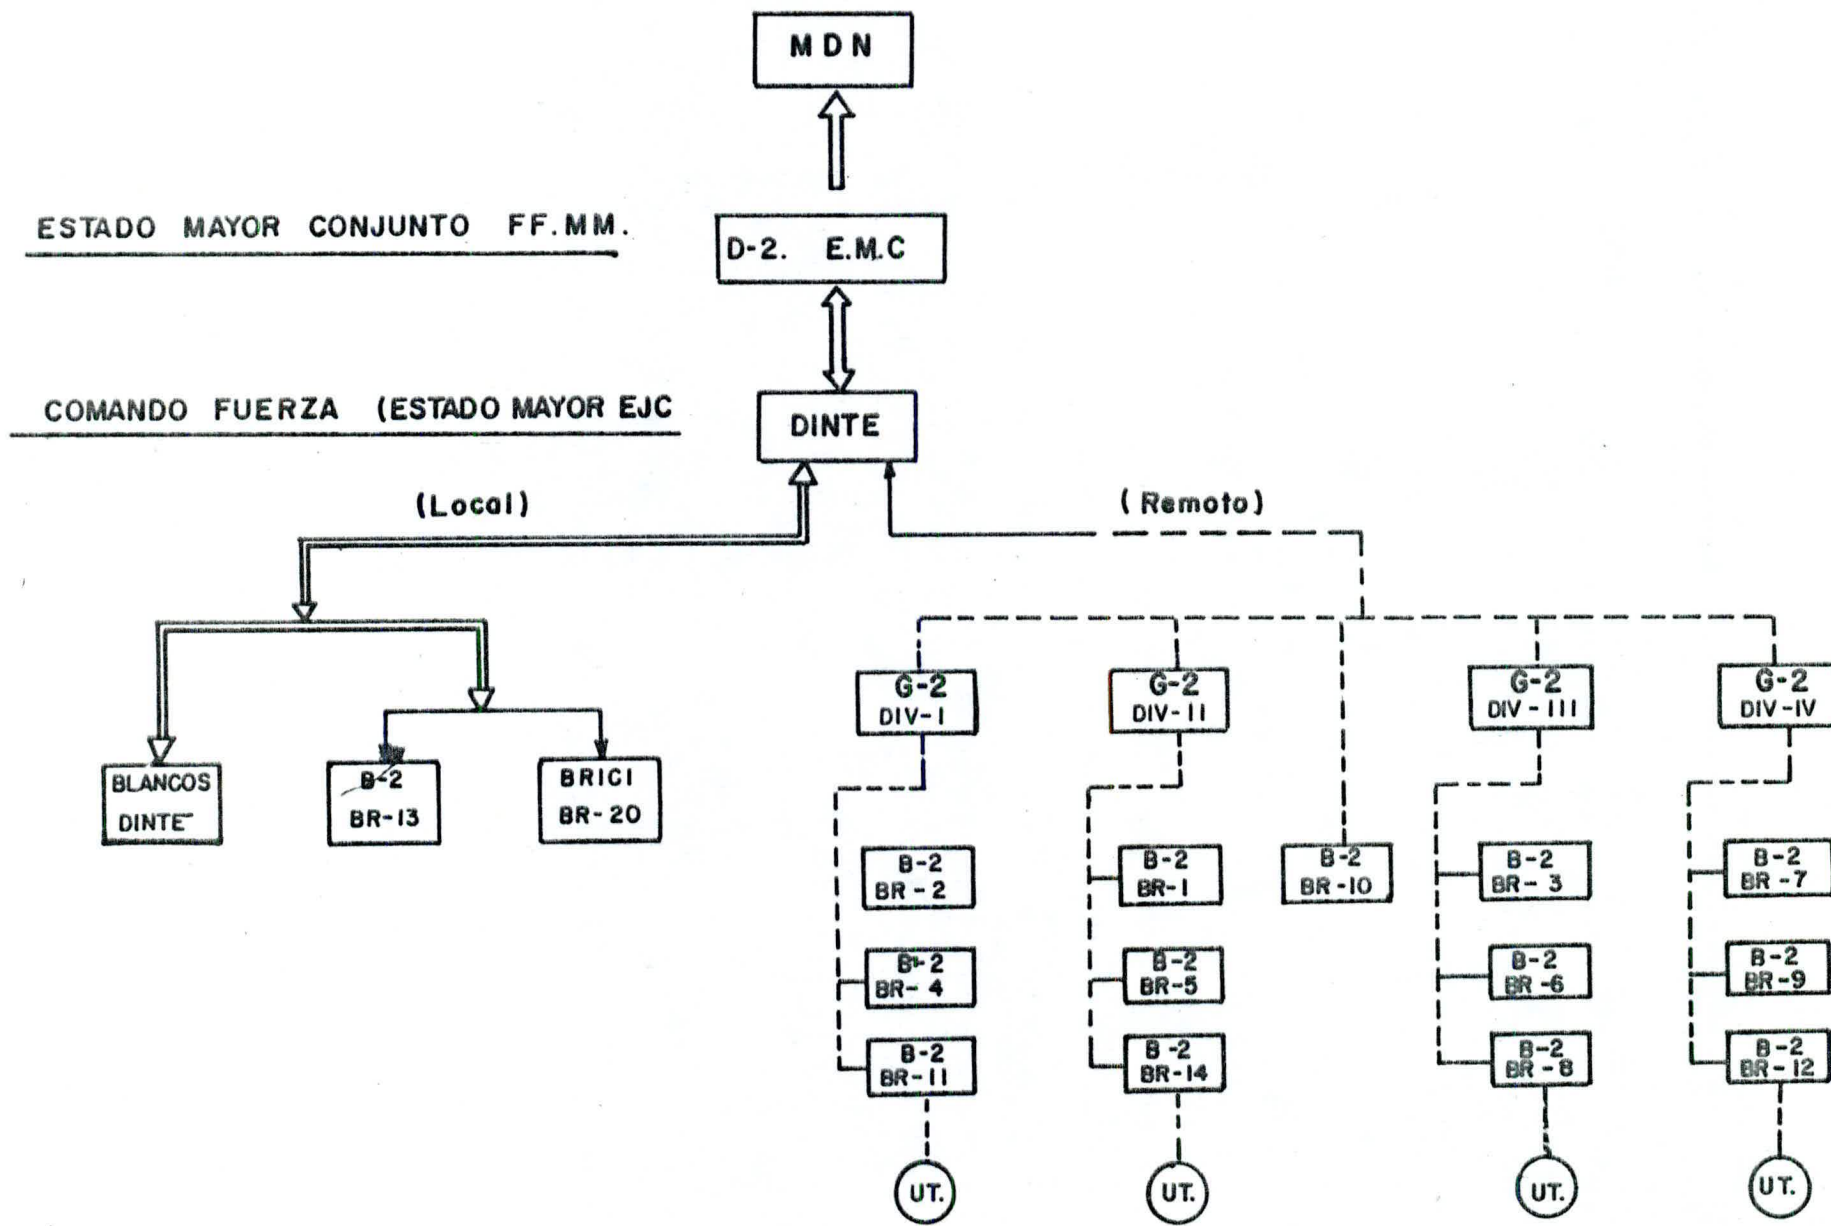 MDN
ESTADO MAYOR CONJUNTO FF.MM.
D-2. E.M.C
COMANDO FUERZA (ESTADO MAYOR EJC
DINTE
(Local)
(Remoto)
G-2
DIV-I
G-2
DIV-II
G-2
DIV-III
G-2
DIV-IV
BLANCOS
DINTE
B-2
BR-13
BRICI
BR-20
B-2
BR-2
B-2
BR-1
B-2
BR-10
B-2
BR-3
B-2
BR-7
B-2
BR-4
B-2
BR-5
B-2
BR-6
B-2
BR-9
B-2
BR-11
B-2
BR-14
B-2
BR-8
B-2
BR-12
UT.
UT.
UT.
UT.